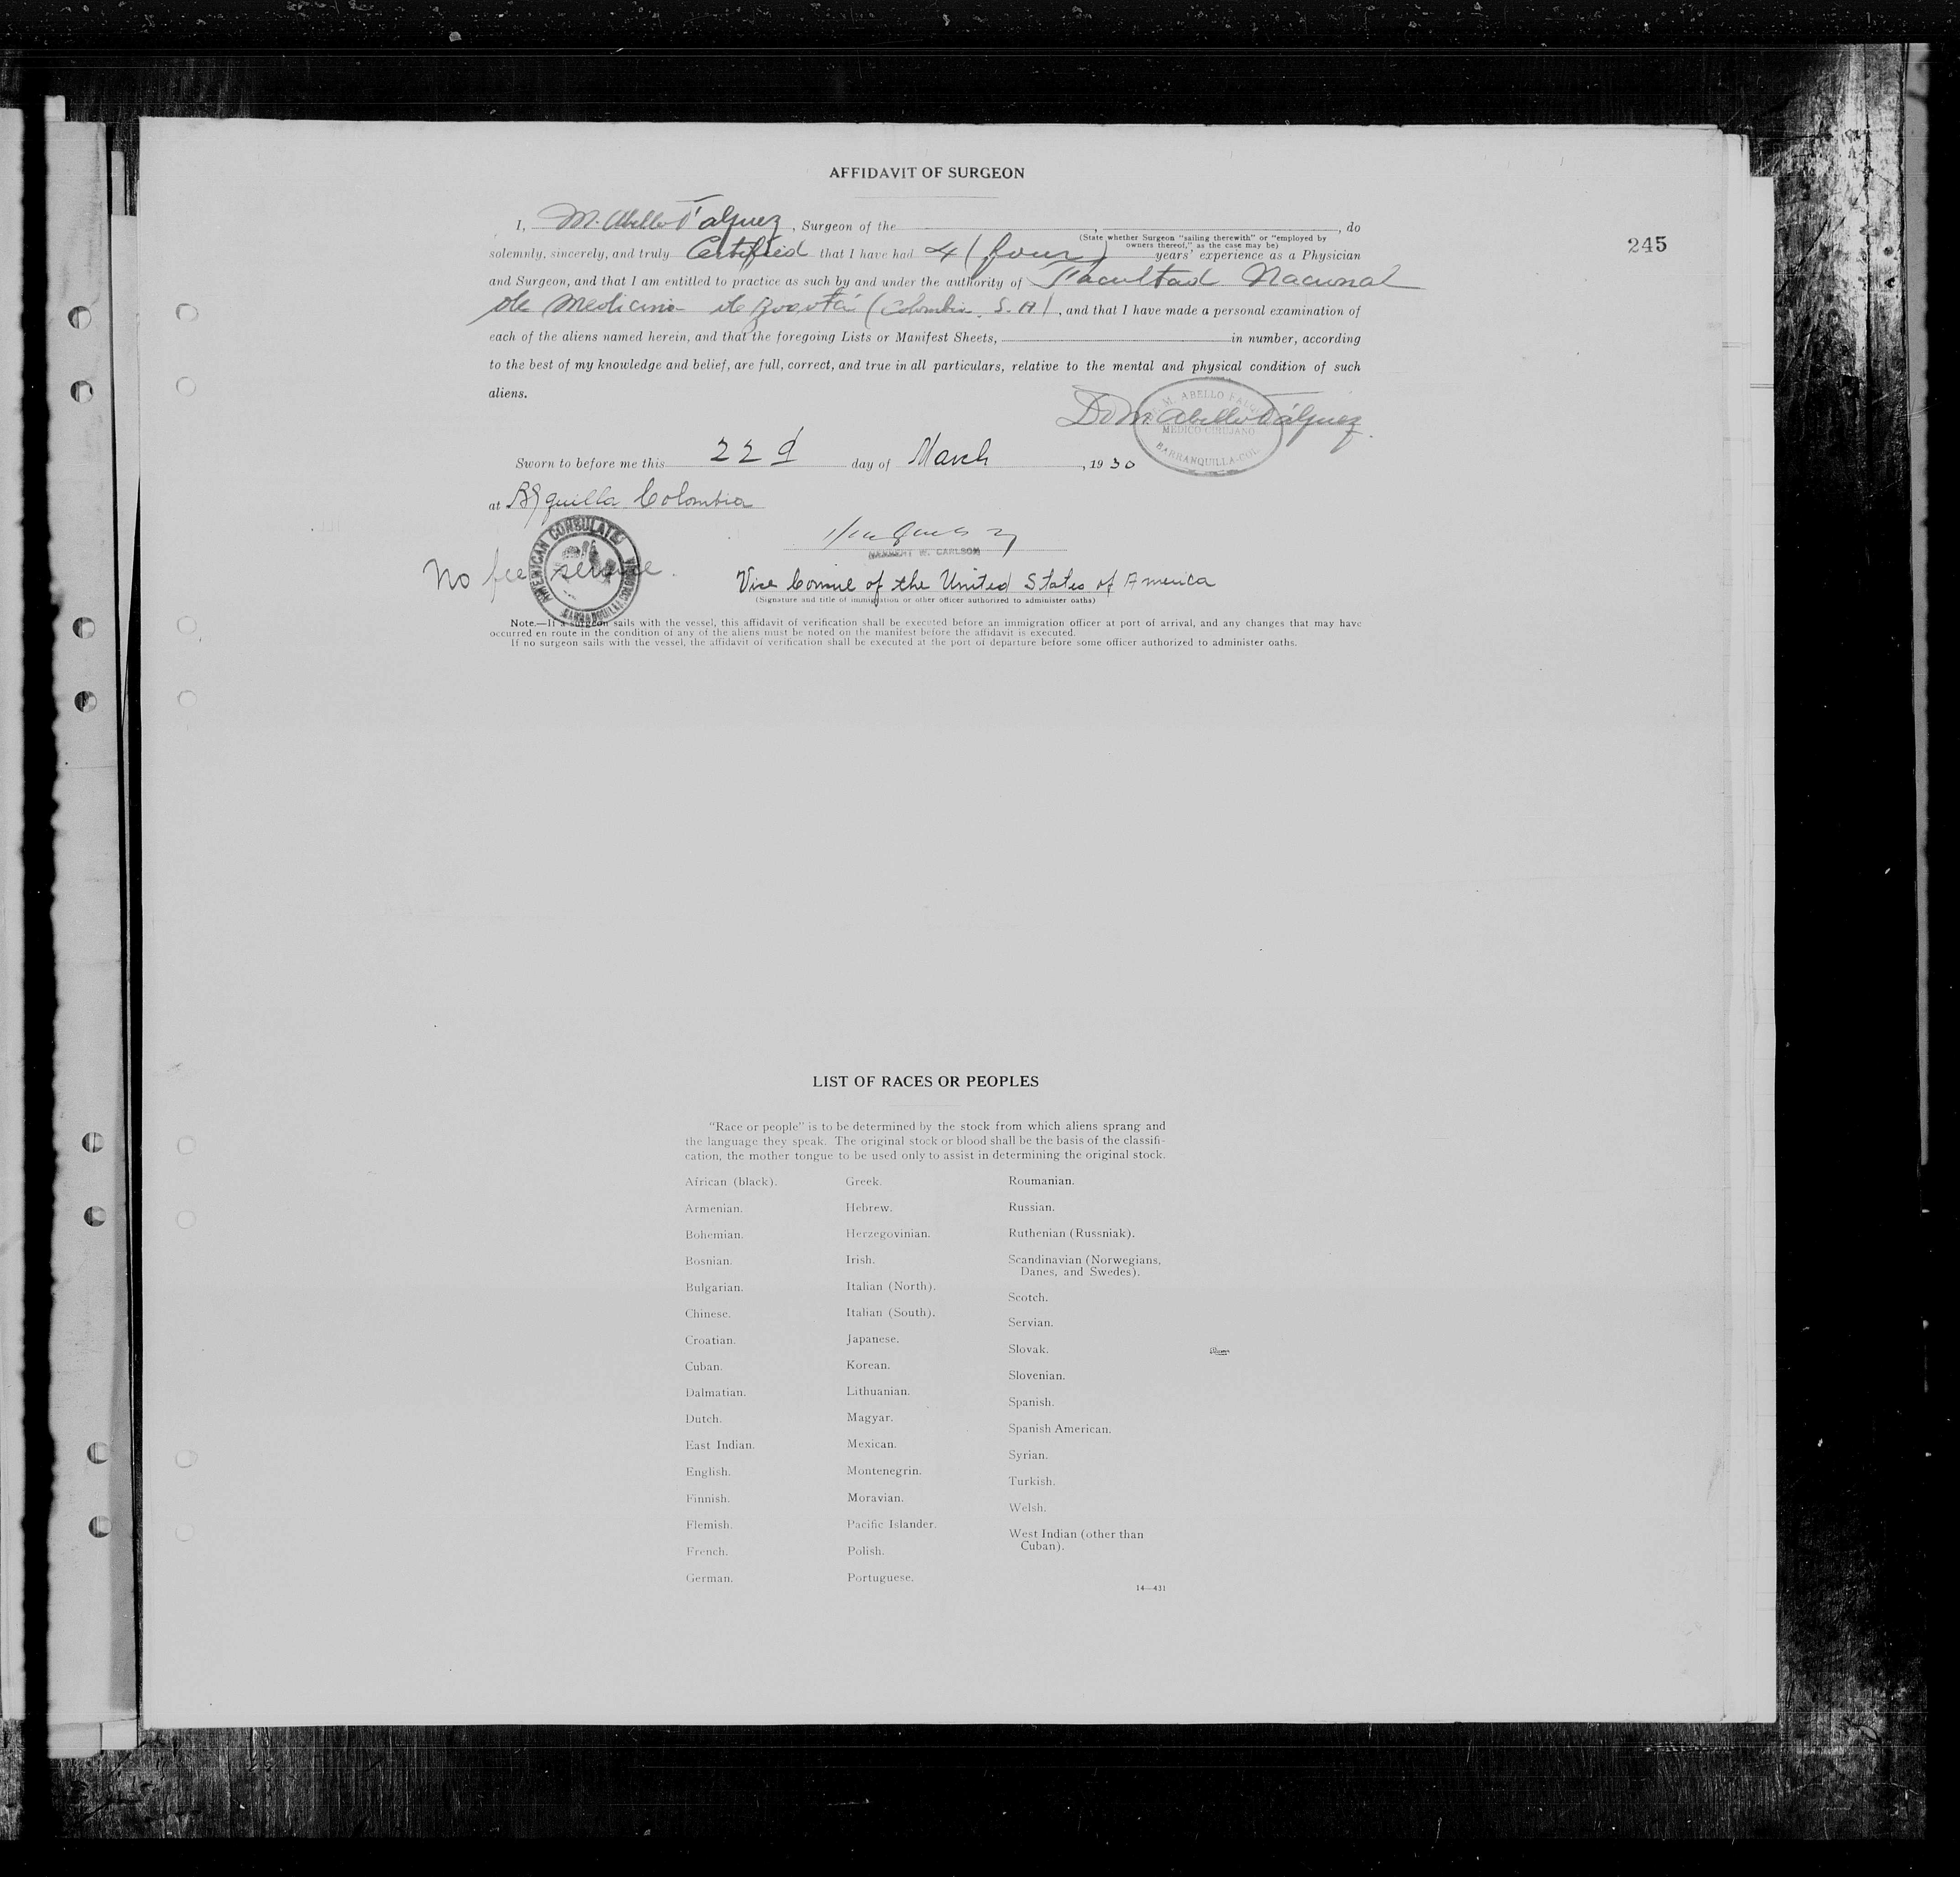 AFFIDAVIT OF SURGEON
245
I, M. Abello Falquez, Surgeon of the , , do
(State whether Surgeon "sailing therewith" or "employed by
owners thereof," as the case may be)
solemnly, sincerely, and truly Certified that I have had 4 (four) years' experience as a Physician
and Surgeon, and that I am entitled to practice as such by and under the authority of Facultad Nacional
de Medicina de Bogotá (Colombia. S. A), and that I have made a personal examination of
each of the aliens named herein, and that the foregoing Lists or Manifest Sheets, in number, according
to the best of my knowledge and belief, are full, correct, and true in all particulars, relative to the mental and physical condition of such
aliens.
Dr M. Abello Falquez
M. ABELLO FALQUEZ
MEDICO CIRUJANO
BARRANQUILLA-COL.
Sworn to before me this 22d day of March, 1930
at B/quilla Colombia
HERBERT W. CARLSON
AMERICAN CONSULATE
BARRANQUILLA, COLOMBIA
No fee service.
Vice Consul of the United States of America
(Signature and title of immigration or other officer authorized to administer oaths)
Note.—If a surgeon sails with the vessel, this affidavit of verification shall be executed before an immigration officer at port of arrival, and any changes that may have
occurred en route in the condition of any of the aliens must be noted on the manifest before the affidavit is executed.
If no surgeon sails with the vessel, the affidavit of verification shall be executed at the port of departure before some officer authorized to administer oaths.
LIST OF RACES OR PEOPLES
"Race or people" is to be determined by the stock from which aliens sprang and
the language they speak. The original stock or blood shall be the basis of the classifi-
cation, the mother tongue to be used only to assist in determining the original stock.
African (black).
Armenian.
Bohemian.
Bosnian.
Bulgarian.
Chinese.
Croatian.
Cuban.
Dalmatian.
Dutch.
East Indian.
English.
Finnish.
Flemish.
French.
German.
Greek.
Hebrew.
Herzegovinian.
Irish.
Italian (North).
Italian (South).
Japanese.
Korean.
Lithuanian.
Magyar.
Mexican.
Montenegrin.
Moravian.
Pacific Islander.
Polish.
Portuguese.
Roumanian.
Russian.
Ruthenian (Russniak).
Scandinavian (Norwegians,
Danes, and Swedes).
Scotch.
Servian.
Slovak.
Slovenian.
Spanish.
Spanish American.
Syrian.
Turkish.
Welsh.
West Indian (other than
Cuban).
14—431